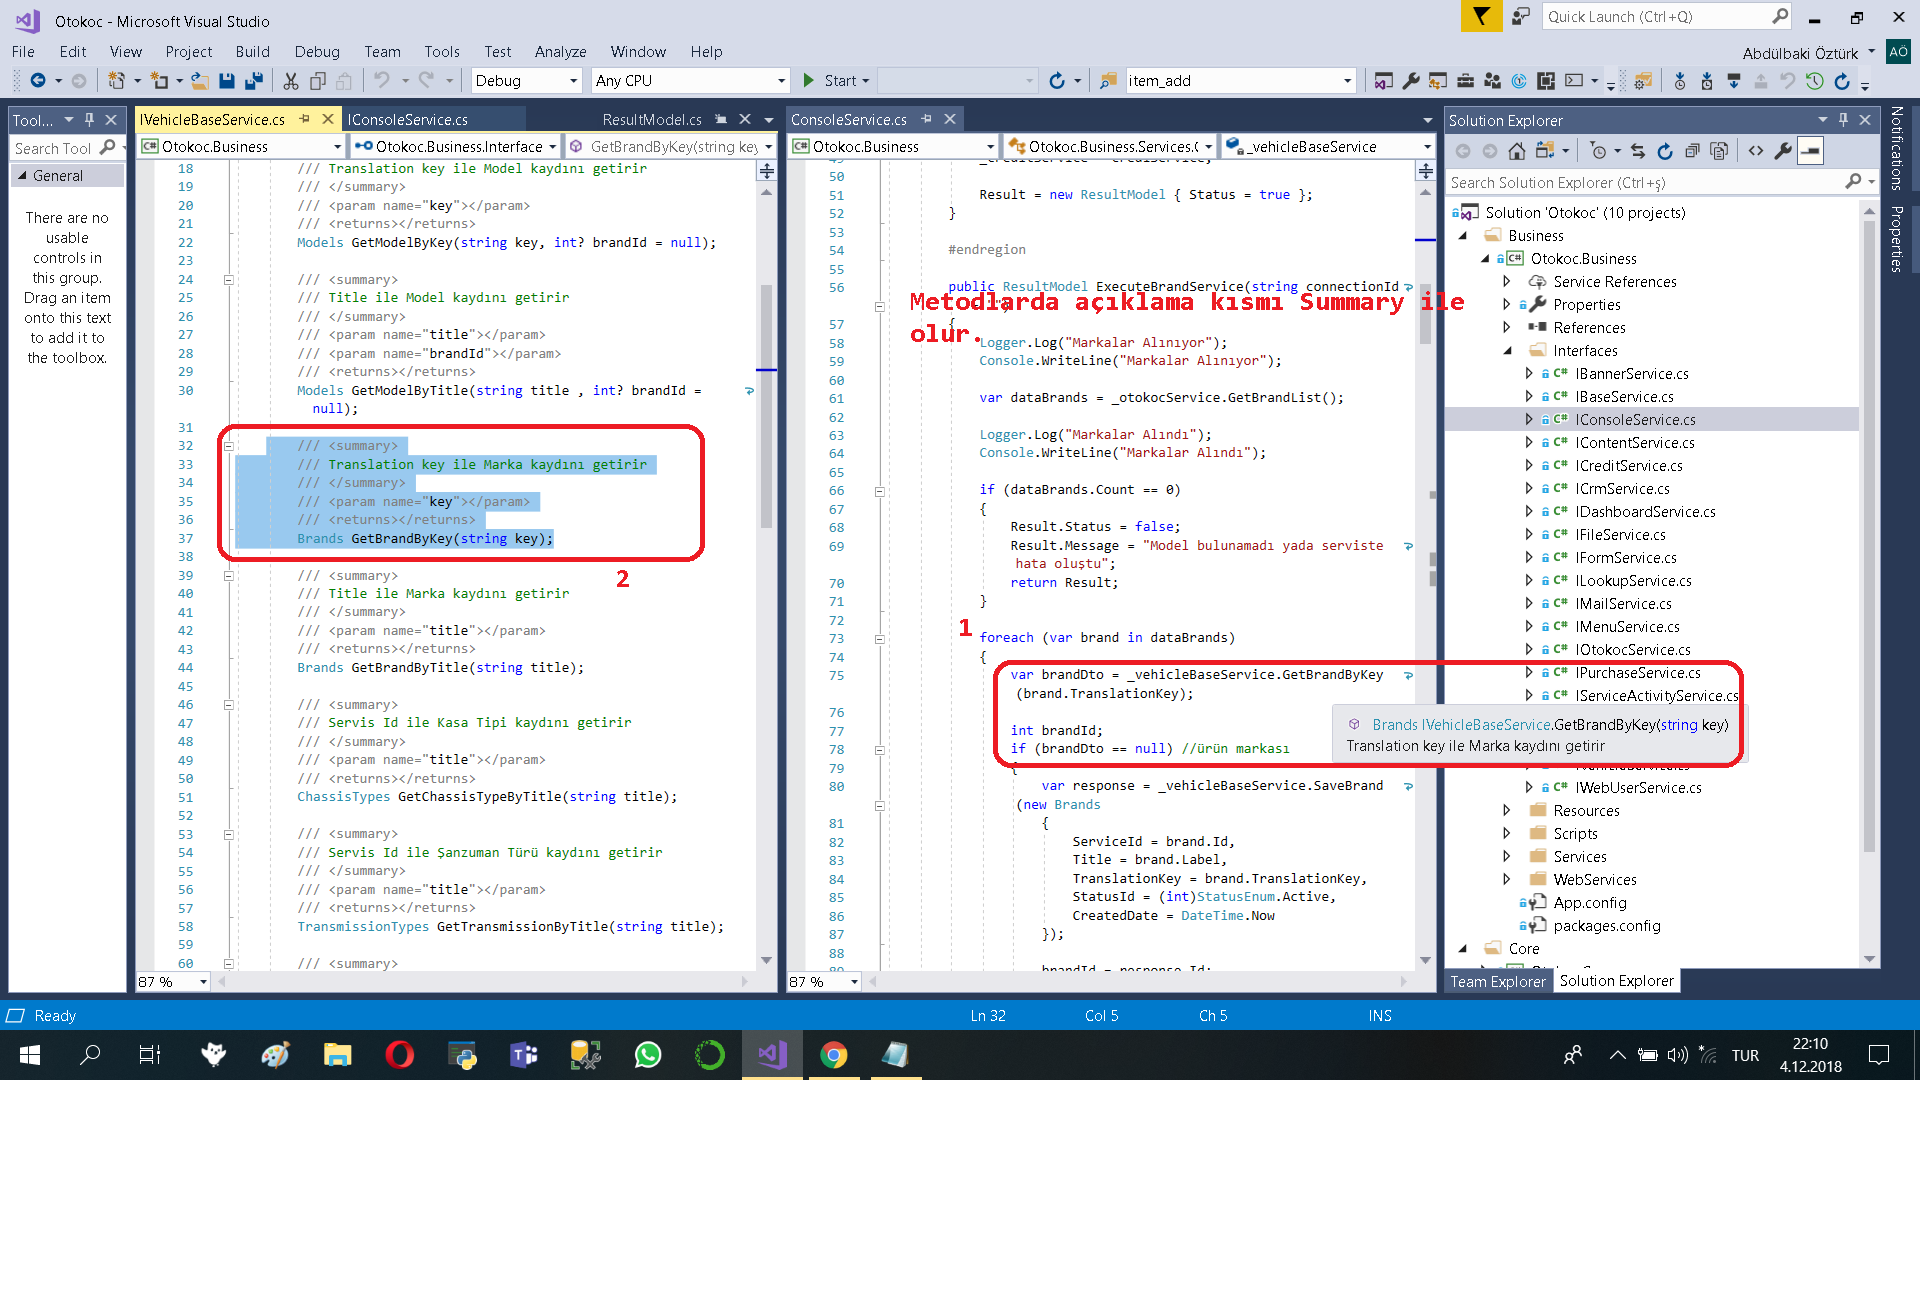 Otokoc - Microsoft Visual Studio
Quick Launch (Ctrl+Q)
File Edit View Project Build Debug Team Tools Test Analyze Window Help
Abdülbaki Öztürk AÖ
Debug Any CPU Start item_add
Tool...
Search Tool
General
There are no
usable
controls in
this group.
Drag an item
onto this text
to add it to
the toolbox.
IVehicleBaseService.cs IConsoleService.cs ResultModel.cs
Otokoc.Business Otokoc.Business.Interface GetBrandByKey(string key
18 /// Translation key ile Model kaydını getirir
19 /// </summary>
20 /// <param name="key"></param>
21 /// <returns></returns>
22 Models GetModelByKey(string key, int? brandId = null);
23
24 /// <summary>
25 /// Title ile Model kaydını getirir
26 /// </summary>
27 /// <param name="title"></param>
28 /// <param name="brandId"></param>
29 /// <returns></returns>
30 Models GetModelByTitle(string title , int? brandId =
null);
31
32 /// <summary>
33 /// Translation key ile Marka kaydını getirir
34 /// </summary>
35 /// <param name="key"></param>
36 /// <returns></returns>
37 Brands GetBrandByKey(string key);
38
2
39 /// <summary>
40 /// Title ile Marka kaydını getirir
41 /// </summary>
42 /// <param name="title"></param>
43 /// <returns></returns>
44 Brands GetBrandByTitle(string title);
45
46 /// <summary>
47 /// Servis Id ile Kasa Tipi kaydını getirir
48 /// </summary>
49 /// <param name="title"></param>
50 /// <returns></returns>
51 ChassisTypes GetChassisTypeByTitle(string title);
52
53 /// <summary>
54 /// Servis Id ile Şanzuman Türü kaydını getirir
55 /// </summary>
56 /// <param name="title"></param>
57 /// <returns></returns>
58 TransmissionTypes GetTransmissionByTitle(string title);
59
60 /// <summary>
87 %
ConsoleService.cs
Otokoc.Business Otokoc.Business.Services.C _vehicleBaseService
50
51 Result = new ResultModel { Status = true };
52 }
53
54 #endregion
55
56 public ResultModel ExecuteBrandService(string connectionId
Metodlarda açıklama kısmı Summary ile
olur.
57 {
58 Logger.Log("Markalar Alınıyor");
59 Console.WriteLine("Markalar Alınıyor");
60
61 var dataBrands = _otokocService.GetBrandList();
62
63 Logger.Log("Markalar Alındı");
64 Console.WriteLine("Markalar Alındı");
65
66 if (dataBrands.Count == 0)
67 {
68 Result.Status = false;
69 Result.Message = "Model bulunamadı yada serviste
hata oluştu";
70 return Result;
71 }
72
1
73 foreach (var brand in dataBrands)
74 {
75 var brandDto = _vehicleBaseService.GetBrandByKey
(brand.TranslationKey);
76
77 int brandId;
78 if (brandDto == null) //ürün markası
79 {
80 var response = _vehicleBaseService.SaveBrand
(new Brands
81 {
82 ServiceId = brand.Id,
83 Title = brand.Label,
84 TranslationKey = brand.TranslationKey,
85 StatusId = (int)StatusEnum.Active,
86 CreatedDate = DateTime.Now
87 });
88
89 brandId = response.Id;
87 %
Brands IVehicleBaseService.GetBrandByKey(string key)
Translation key ile Marka kaydını getirir
Solution Explorer
Search Solution Explorer (Ctrl+ş)
Solution 'Otokoc' (10 projects)
Business
Otokoc.Business
Service References
Properties
References
Interfaces
IBannerService.cs
IBaseService.cs
IConsoleService.cs
IContentService.cs
ICreditService.cs
ICrmService.cs
IDashboardService.cs
IFileService.cs
IFormService.cs
ILookupService.cs
IMailService.cs
IMenuService.cs
IOtokocService.cs
IPurchaseService.cs
IServiceActivityService.cs
IWebUserService.cs
Resources
Scripts
Services
WebServices
App.config
packages.config
Core
Team Explorer Solution Explorer
Notifications
Properties
Ready Ln 32 Col 5 Ch 5 INS
TUR
22:10
4.12.2018